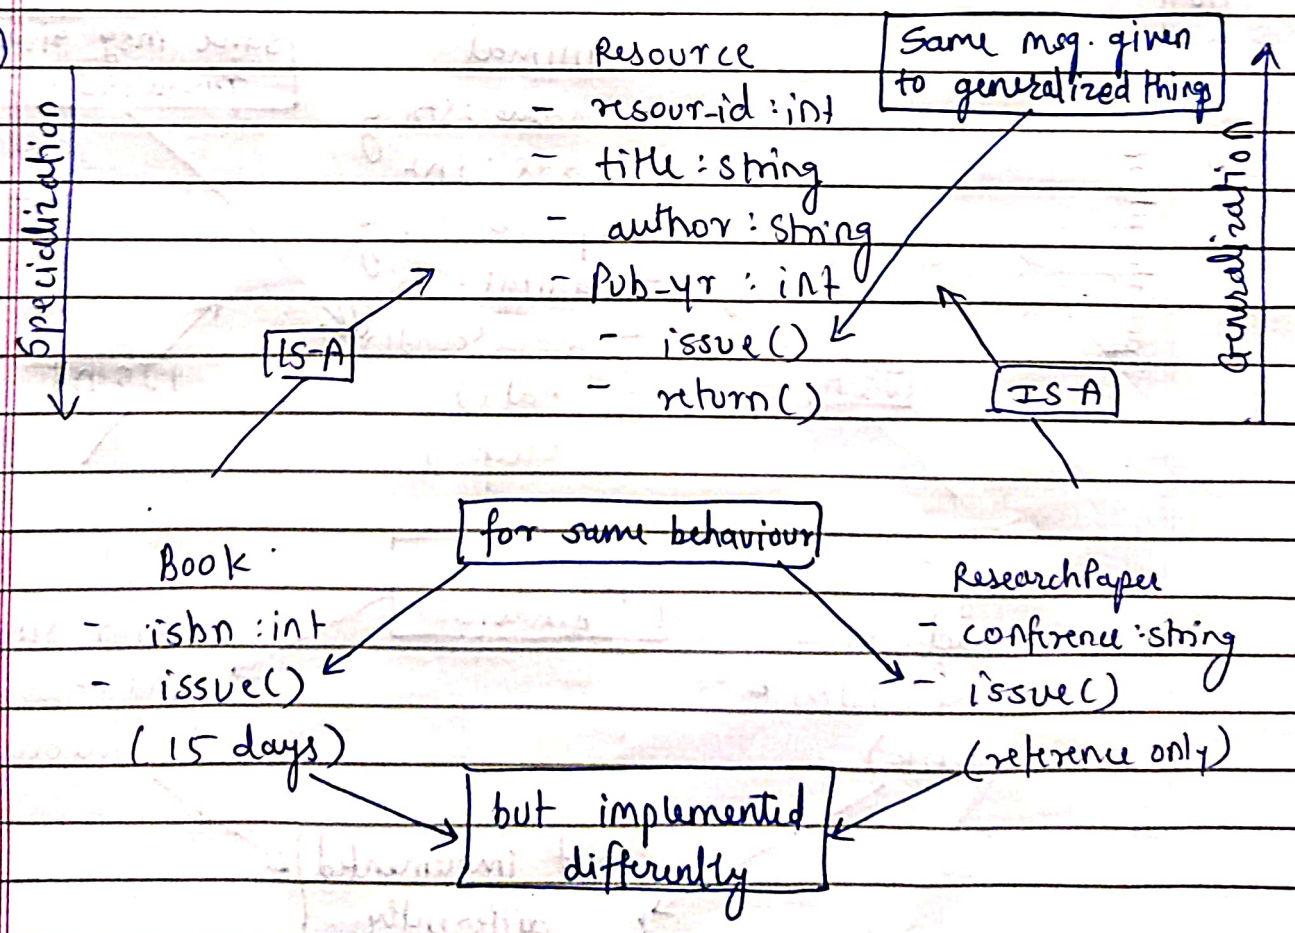 )
Resource
Same msg. given
to generalized things
- resour-id : int
- title : string
- author : string
- Pub-yr : int
- issue()
- return()
Specialization
Generalization
IS-A
IS-A
for same behaviour
Book
- isbn : int
- issue()
(15 days)
ResearchPaper
- confrence : string
- issue()
(reference only)
but implemented
differently